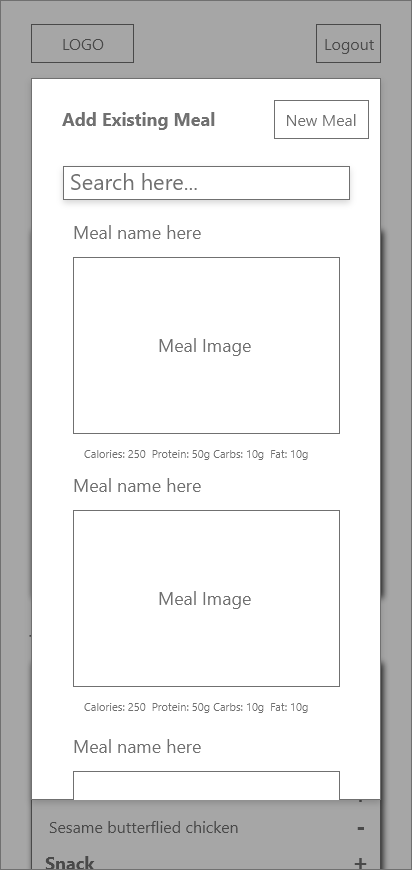 LOGO
Logout
Add Existing Meal
New Meal
Search here...
Meal name here
Meal Image
Calories: 250 Protein: 50g Carbs: 10g Fat: 10g
Meal name here
Meal Image
Calories: 250 Protein: 50g Carbs: 10g Fat: 10g
Meal name here
Sesame butterflied chicken -
Snack +